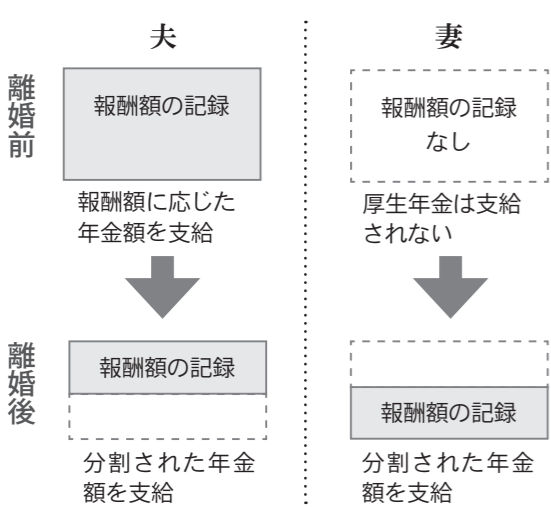 夫
妻
離婚前
報酬額の記録
報酬額に応じた
年金額を支給
報酬額の記録
なし
厚生年金は支給
されない
離婚後
報酬額の記録
分割された年金
額を支給
報酬額の記録
分割された年金
額を支給